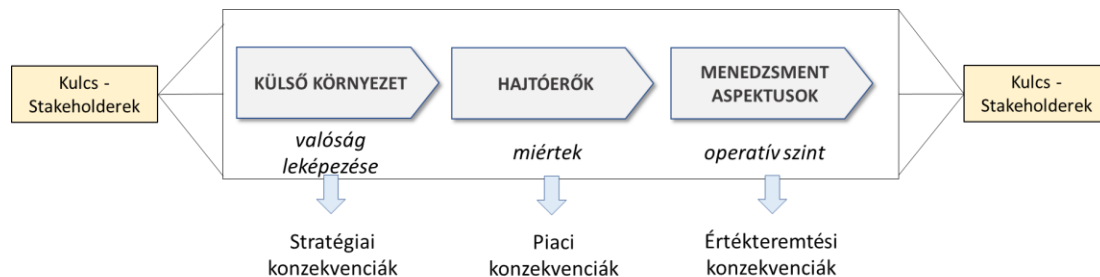 Kulcs -
Stakeholderek
KÜLSŐ KÖRNYEZET
valóság
leképezése
Stratégiai
konzekvenciák
HAJTÓERŐK
miértek
Piaci
konzekvenciák
MENEDZSMENT
ASPEKTUSOK
operatív szint
Értékteremtési
konzekvenciák
Kulcs -
Stakeholderek